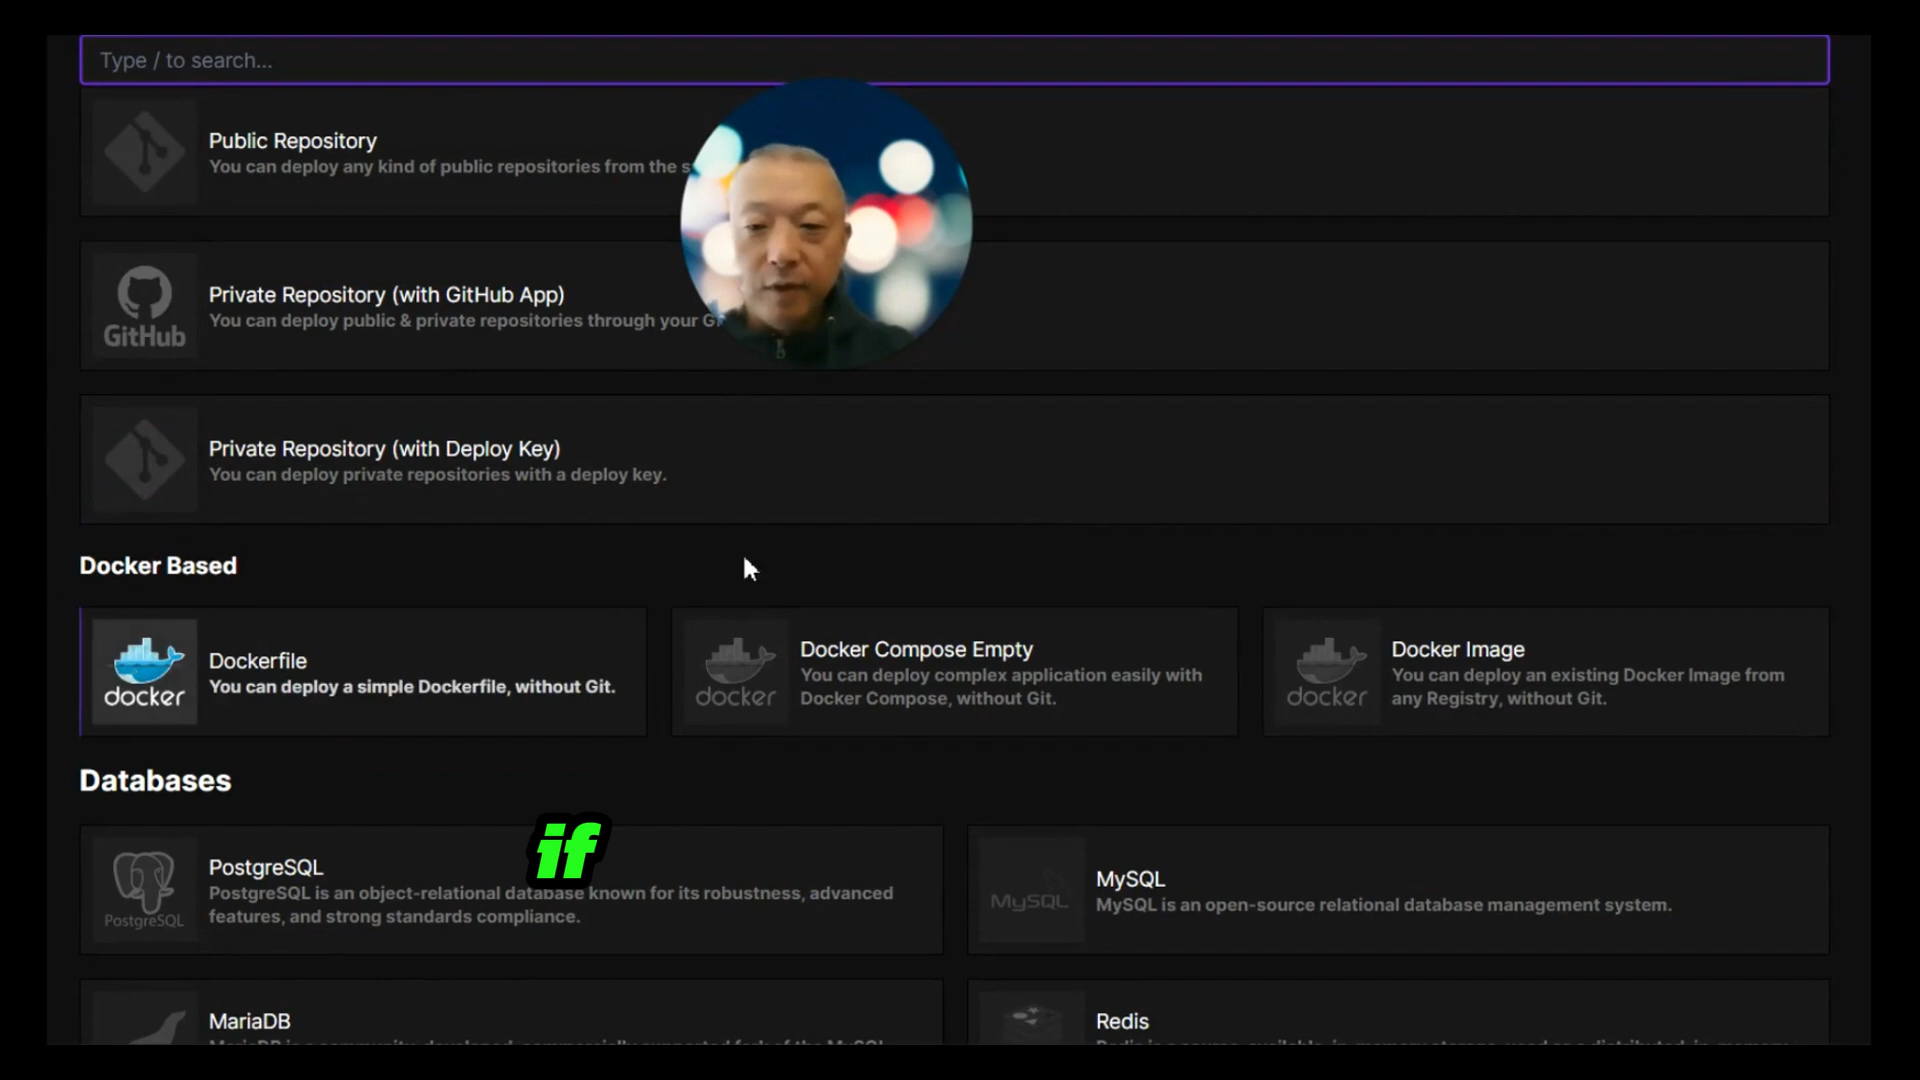 Type / to search...
Public Repository
You can deploy any kind of public repositories from the s
GitHub
Private Repository (with GitHub App)
You can deploy public & private repositories through your G
Private Repository (with Deploy Key)
You can deploy private repositories with a deploy key.
Docker Based
docker
Dockerfile
You can deploy a simple Dockerfile, without Git.
docker
Docker Compose Empty
You can deploy complex application easily with
Docker Compose, without Git.
docker
Docker Image
You can deploy an existing Docker Image from
any Registry, without Git.
Databases
if
PostgreSQL
PostgreSQL
PostgreSQL is an object-relational database known for its robustness, advanced
features, and strong standards compliance.
MySQL
MySQL
MySQL is an open-source relational database management system.
MariaDB
Redis